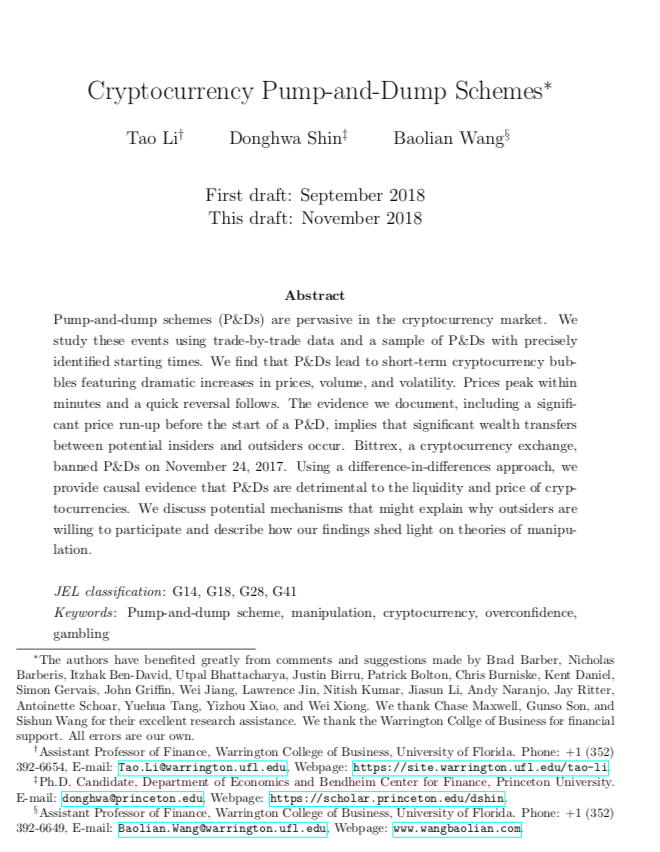 Cryptocurrency Pump-and-Dump Schemes*
Tao Li† Donghwa Shin‡ Baolian Wang§
First draft: September 2018
This draft: November 2018
Abstract
Pump-and-dump schemes (P&Ds) are pervasive in the cryptocurrency market. We
study these events using trade-by-trade data and a sample of P&Ds with precisely
identified starting times. We find that P&Ds lead to short-term cryptocurrency bub-
bles featuring dramatic increases in prices, volume, and volatility. Prices peak within
minutes and a quick reversal follows. The evidence we document, including a signifi-
cant price run-up before the start of a P&D, implies that significant wealth transfers
between potential insiders and outsiders occur. Bittrex, a cryptocurrency exchange,
banned P&Ds on November 24, 2017. Using a difference-in-differences approach, we
provide causal evidence that P&Ds are detrimental to the liquidity and price of cryp-
tocurrencies. We discuss potential mechanisms that might explain why outsiders are
willing to participate and describe how our findings shed light on theories of manipu-
lation.
JEL classification: G14, G18, G28, G41
Keywords: Pump-and-dump scheme, manipulation, cryptocurrency, overconfidence,
gambling
*The authors have benefited greatly from comments and suggestions made by Brad Barber, Nicholas
Barberis, Itzhak Ben-David, Utpal Bhattacharya, Justin Birru, Patrick Bolton, Chris Burniske, Kent Daniel,
Simon Gervais, John Griffin, Wei Jiang, Lawrence Jin, Nitish Kumar, Jiasun Li, Andy Naranjo, Jay Ritter,
Antoinette Schoar, Yuehua Tang, Yizhou Xiao, and Wei Xiong. We thank Chase Maxwell, Gunso Son, and
Sishun Wang for their excellent research assistance. We thank the Warrington Collge of Business for financial
support. All errors are our own.
†Assistant Professor of Finance, Warrington College of Business, University of Florida. Phone: +1 (352)
392-6654, E-mail: Tao.Li@warrington.ufl.edu, Webpage: https://site.warrington.ufl.edu/tao-li.
‡Ph.D. Candidate, Department of Economics and Bendheim Center for Finance, Princeton University.
E-mail: donghwa@princeton.edu, Webpage: https://scholar.princeton.edu/dshin.
§Assistant Professor of Finance, Warrington College of Business, University of Florida. Phone: +1 (352)
392-6649, E-mail: Baolian.Wang@warrington.ufl.edu, Webpage: www.wangbaolian.com.